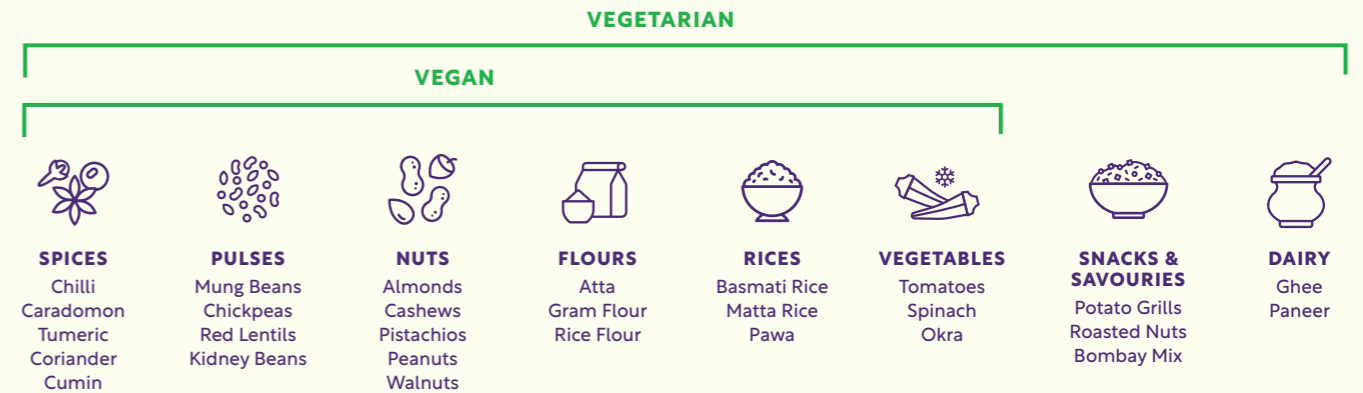 VEGETARIAN
VEGAN
SPICES
Chilli
Caradomon
Tumeric
Coriander
Cumin
PULSES
Mung Beans
Chickpeas
Red Lentils
Kidney Beans
NUTS
Almonds
Cashews
Pistachios
Peanuts
Walnuts
FLOURS
Atta
Gram Flour
Rice Flour
RICES
Basmati Rice
Matta Rice
Pawa
VEGETABLES
Tomatoes
Spinach
Okra
SNACKS &
SAVOURIES
Potato Grills
Roasted Nuts
Bombay Mix
DAIRY
Ghee
Paneer